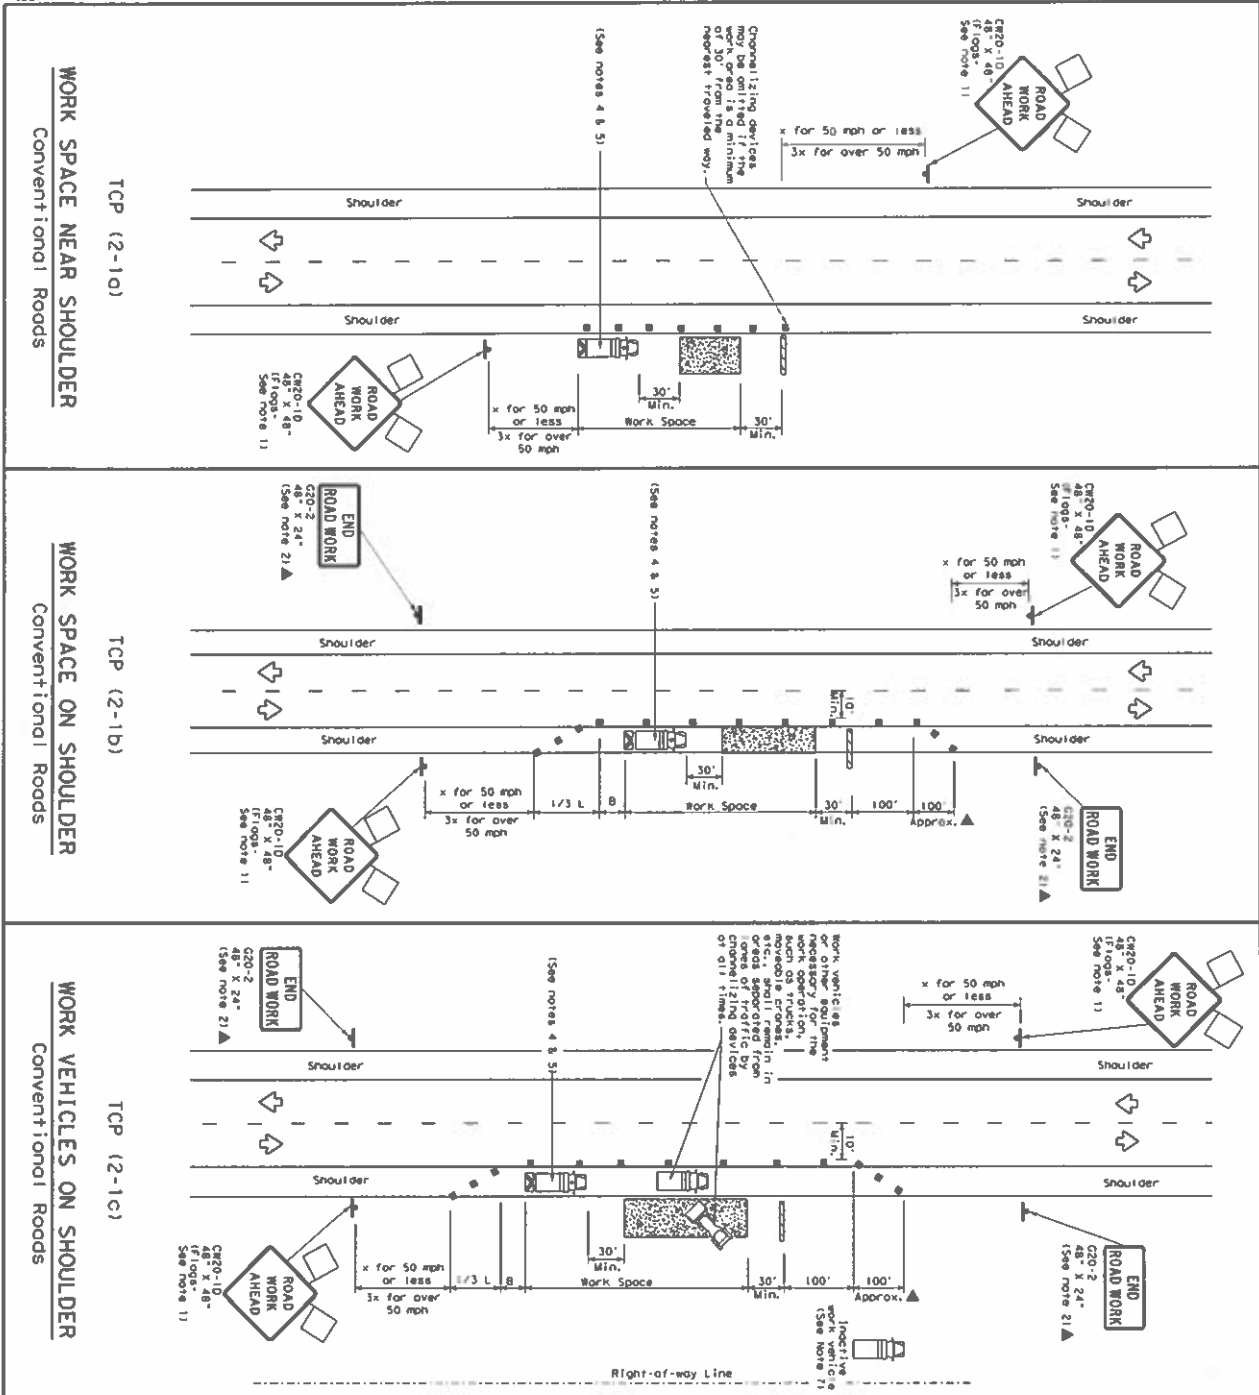 CW20-1D
48" X 48"
(Flags-
See note 1)
ROAD
WORK
AHEAD
Channelizing devices
may be omitted if the
work area is a minimum
of 30' from the
nearest traveled way.
(See notes 4 & 5)
x for 50 mph or less
3x for over 50 mph
Shoulder
Shoulder
Shoulder
Shoulder
30'
Min.
Work Space
30'
Min.
x for 50 mph
or less
3x for over
50 mph
ROAD
WORK
AHEAD
CW20-1D
48" X 48"
(Flags-
See note 1)
TCP (2-1a)
WORK SPACE NEAR SHOULDER
Conventional Roads
END
ROAD WORK
G20-2
48" X 24"
(See note 2)▲
(See notes 4 & 5)
CW20-1D
48" X 48"
(Flags-
See note 1)
ROAD
WORK
AHEAD
x for 50 mph
or less
3x for over
50 mph
Shoulder
Shoulder
10'
Min.
Shoulder
Shoulder
30'
Min.
x for 50 mph
or less
3x for over
50 mph
1/3 L
B
Work Space
30'
Min.
100'
100'
Approx.▲
ROAD
WORK
AHEAD
CW20-1D
48" X 48"
(Flags-
See note 1)
END
ROAD WORK
G20-2
48" X 24"
(See note 2)▲
TCP (2-1b)
WORK SPACE ON SHOULDER
Conventional Roads
END
ROAD WORK
G20-2
48" X 24"
(See note 2)▲
(See notes 4 & 5)
Work vehicles
or other equipment
necessary for the
work operation,
such as trucks,
moveable cranes,
etc., shall remain in
areas separated from
lanes of traffic by
channelizing devices
at all times.
CW20-1D
48" X 48"
(Flags-
See note 1)
ROAD
WORK
AHEAD
x for 50 mph
or less
3x for over
50 mph
Shoulder
Shoulder
10'
Min.
Shoulder
Shoulder
30'
Min.
x for 50 mph
or less
3x for over
50 mph
1/3 L
B
Work Space
30'
Min.
100'
100'
Approx.▲
ROAD
WORK
AHEAD
CW20-1D
48" X 48"
(Flags-
See note 1)
END
ROAD WORK
G20-2
48" X 24"
(See note 2)▲
Inactive
work vehicle
(See Note 7)
Right-of-way Line
TCP (2-1c)
WORK VEHICLES ON SHOULDER
Conventional Roads